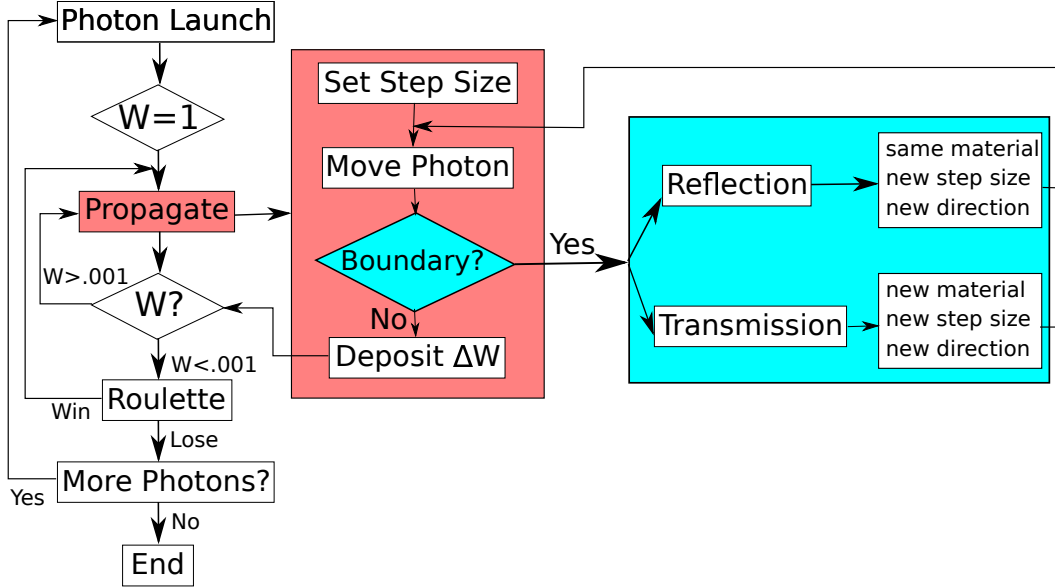 Photon Launch
W=1
Propagate
W>.001
W?
W<.001
Roulette
Win
Lose
More Photons?
Yes
No
End
Set Step Size
Move Photon
Boundary?
No
Deposit ΔW
Yes
Reflection
same material
new step size
new direction
Transmission
new material
new step size
new direction